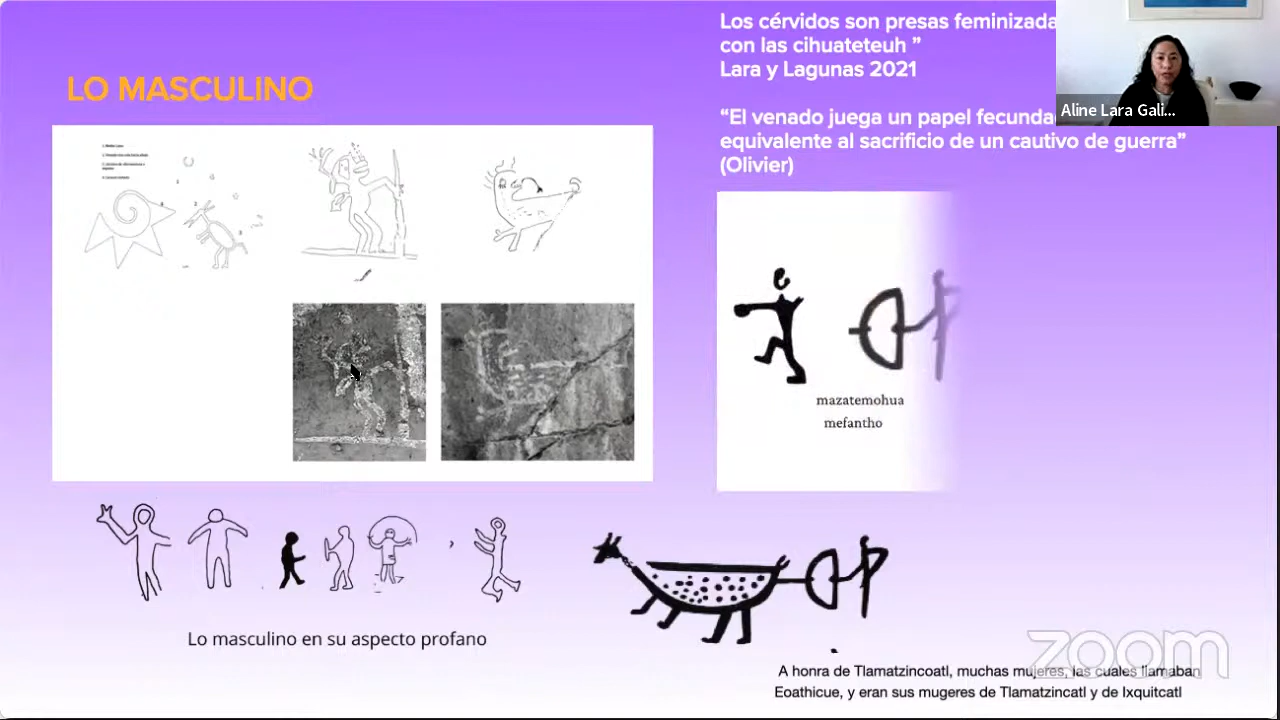 LO MASCULINO
Los cérvidos son presas feminizada
con las cihuateteuh ”
Lara y Lagunas 2021
“El venado juega un papel fecunda
equivalente al sacrificio de un cautivo de guerra”
(Olivier)
Aline Lara Gali...
mazatemohua
mefantho
Lo masculino en su aspecto profano
zoom
A honra de Tlamatzincoatl, muchas mujeres, las cuales llamaban
Eoathicue, y eran sus mugeres de Tlamatzincatl y de Ixquitcatl